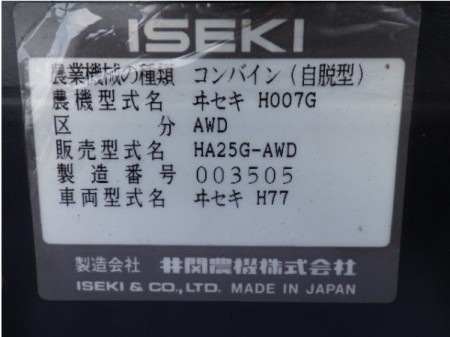 ISEKI
農業機械の種類 コンバイン(自脱型)
農機型式名 ヰセキ H007G
区分 AWD
販売型式名 HA25G-AWD
製造番号 003505
車両型式名 ヰセキ H77
製造会社 井関農機株式会社
ISEKI & CO.,LTD. MADE IN JAPAN